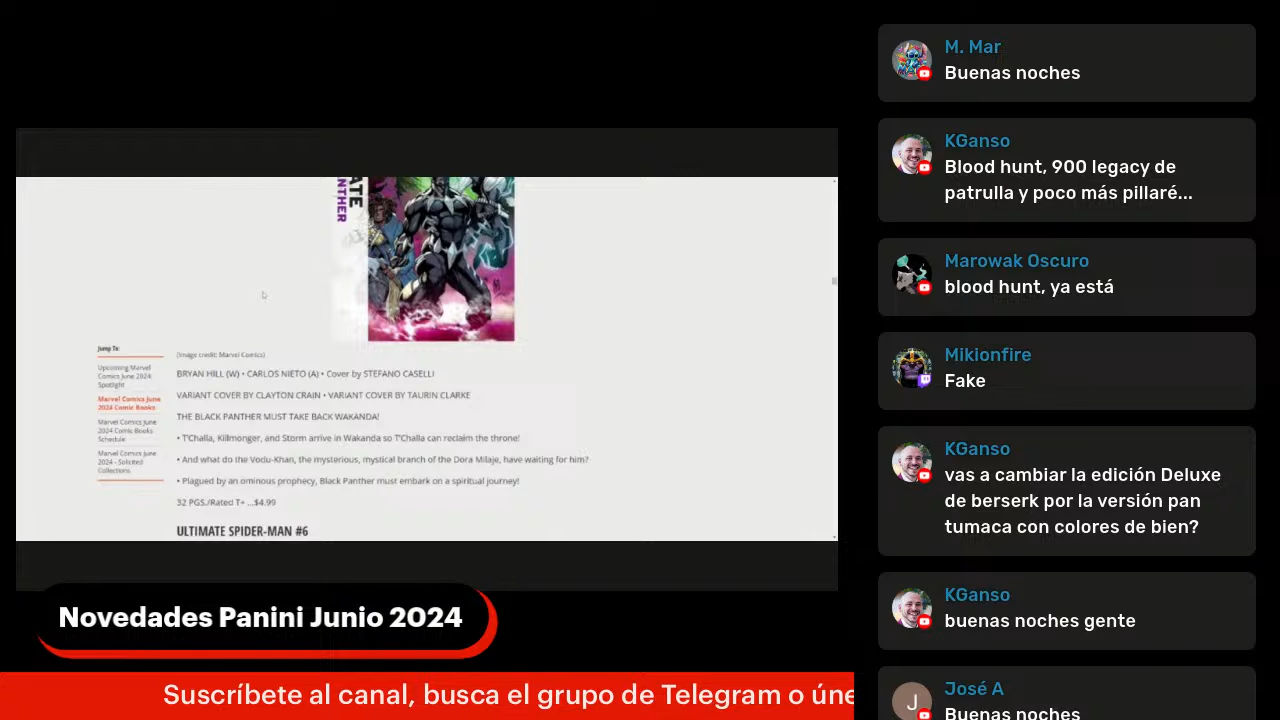 ATE
NTHER
Jump To:
Upcoming Marvel
Comics June 2024:
Spotlight
Marvel Comics June
2024 Comic Books
Marvel Comics June
2024 Comic Books
Schedule
Marvel Comics June
2024 - Solicited
Collections
(Image credit: Marvel Comics)
BRYAN HILL (W) • CARLOS NIETO (A) • Cover by STEFANO CASELLI
VARIANT COVER BY CLAYTON CRAIN • VARIANT COVER BY TAURIN CLARKE
THE BLACK PANTHER MUST TAKE BACK WAKANDA!
• T'Challa, Killmonger, and Storm arrive in Wakanda so T'Challa can reclaim the throne!
• And what do the Vodu-Khan, the mysterious, mystical branch of the Dora Milaje, have waiting for him?
• Plagued by an ominous prophecy, Black Panther must embark on a spiritual journey!
32 PGS./Rated T+ ...$4.99
ULTIMATE SPIDER-MAN #6
Novedades Panini Junio 2024
Suscríbete al canal, busca el grupo de Telegram o úne
M. Mar
Buenas noches
KGanso
Blood hunt, 900 legacy de
patrulla y poco más pillaré...
Marowak Oscuro
blood hunt, ya está
Mikionfire
Fake
KGanso
vas a cambiar la edición Deluxe
de berserk por la versión pan
tumaca con colores de bien?
KGanso
buenas noches gente
J
José A
Buenas noches